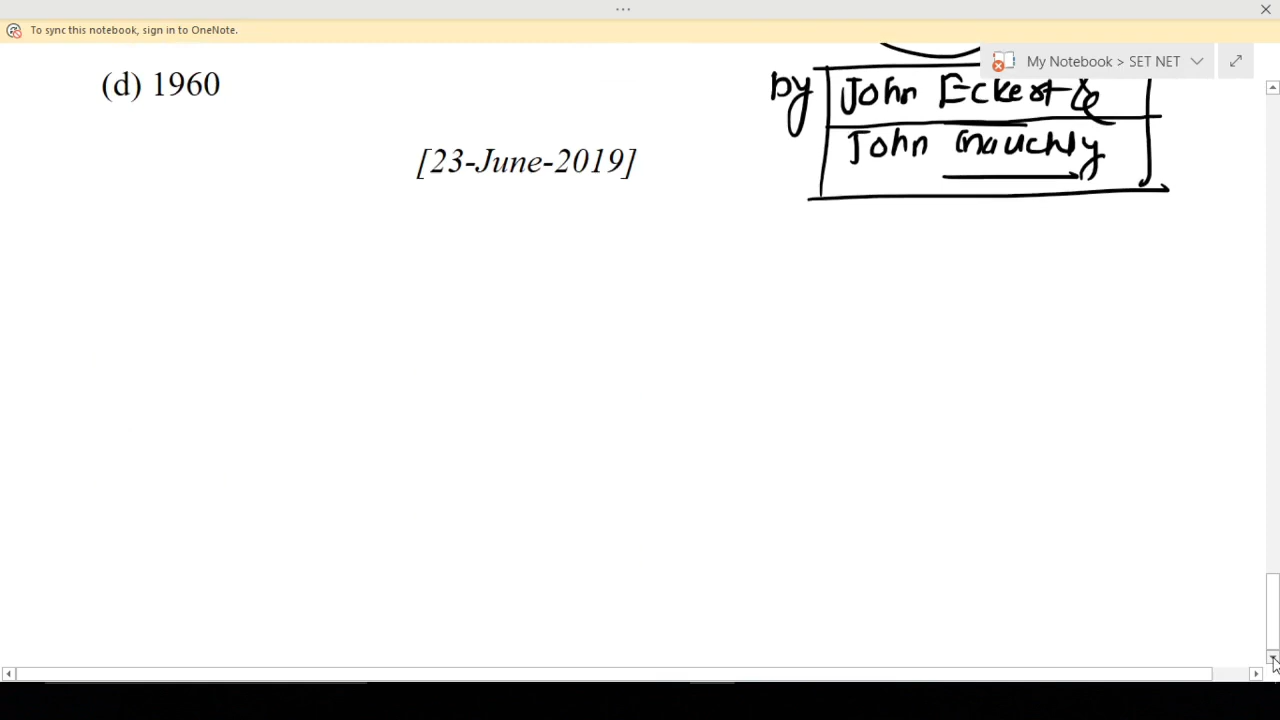 ...
To sync this notebook, sign in to OneNote.
My Notebook > SET NET
(d) 1960
by John Eckert &
John Mauchly
[23-June-2019]